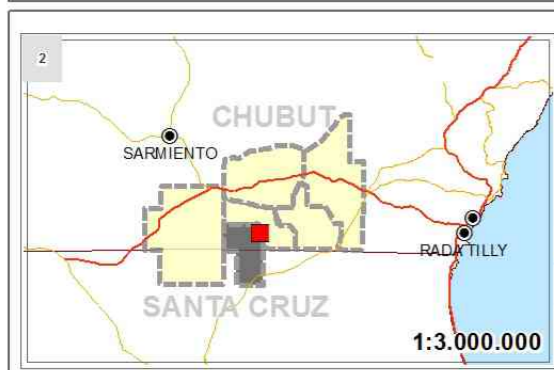 2
CHUBUT
SARMIENTO
RADA TILLY
SANTA CRUZ
1:3.000.000